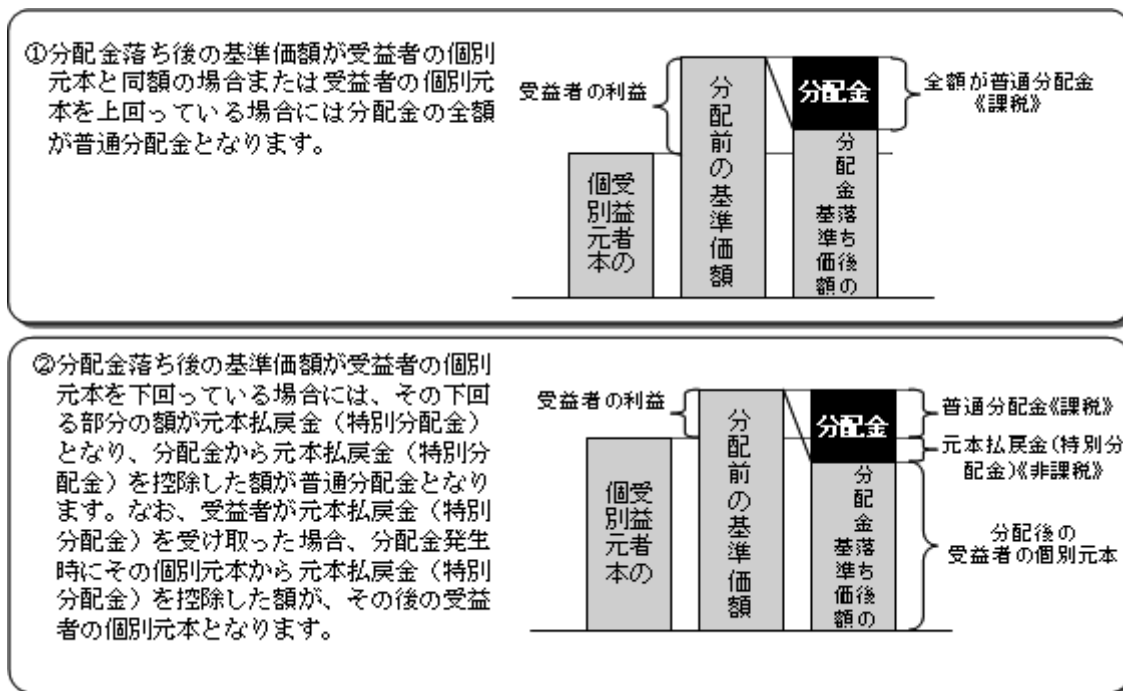 ①分配金落ち後の基準価額が受益者の個別
元本と同額の場合または受益者の個別元
本を上回っている場合には分配金の全額
が普通分配金となります。
受益者の利益
受益者の
個別元本
分配前の基準価額
分配金
分配金落ち後の
基準価額
全額が普通分配金
《課税》
②分配金落ち後の基準価額が受益者の個別
元本を下回っている場合には、その下回
る部分の額が元本払戻金（特別分配金）
となり、分配金から元本払戻金（特別分
配金）を控除した額が普通分配金となり
ます。なお、受益者が元本払戻金（特別
分配金）を受け取った場合、分配金発生
時にその個別元本から元本払戻金（特別
分配金）を控除した額が、その後の受益
者の個別元本となります。
受益者の利益
受益者の
個別元本
分配前の基準価額
分配金
分配金落ち後の
基準価額
普通分配金《課税》
元本払戻金(特別分
配金)《非課税》
分配後の
受益者の個別元本